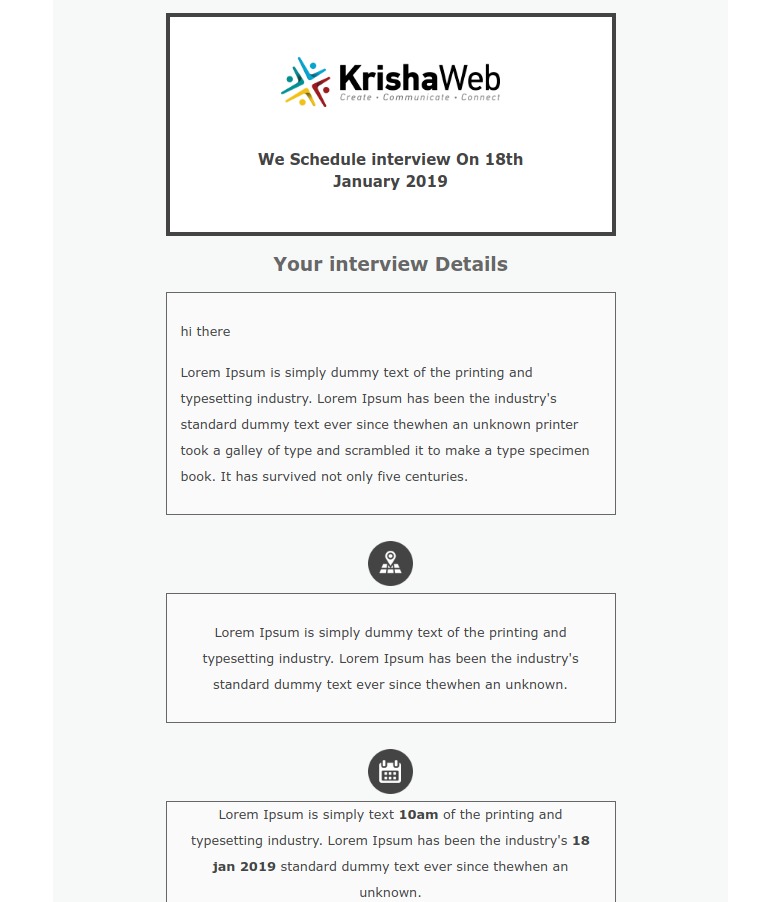 KrishaWeb
Create • Communicate • Connect
We Schedule interview On 18th
January 2019
Your interview Details
hi there
Lorem Ipsum is simply dummy text of the printing and
typesetting industry. Lorem Ipsum has been the industry's
standard dummy text ever since thewhen an unknown printer
took a galley of type and scrambled it to make a type specimen
book. It has survived not only five centuries.
Lorem Ipsum is simply dummy text of the printing and
typesetting industry. Lorem Ipsum has been the industry's
standard dummy text ever since thewhen an unknown.
Lorem Ipsum is simply text 10am of the printing and
typesetting industry. Lorem Ipsum has been the industry's 18
jan 2019 standard dummy text ever since thewhen an
unknown.